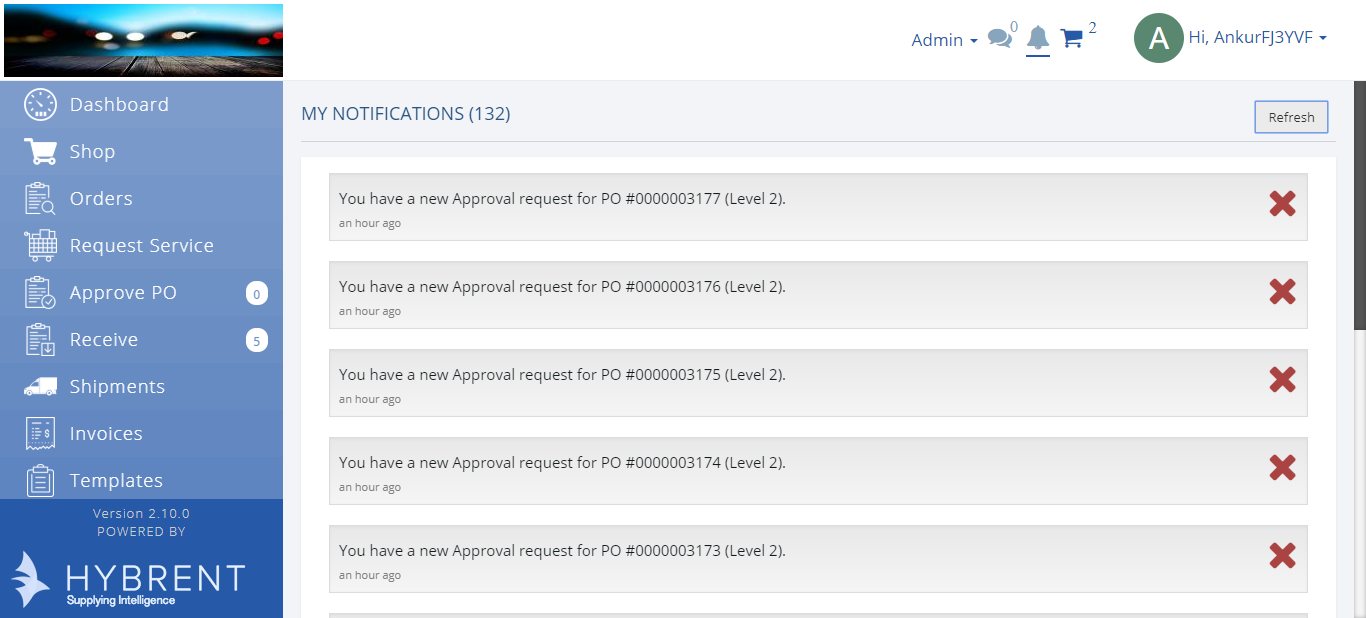 Admin
0
2
A
Hi, AnkurFJ3YVF
Dashboard
Shop
Orders
Request Service
Approve PO 0
Receive 5
Shipments
Invoices
Templates
Version 2.10.0
POWERED BY
HYBRENT
Supplying Intelligence
MY NOTIFICATIONS (132)
Refresh
You have a new Approval request for PO #0000003177 (Level 2).
an hour ago
You have a new Approval request for PO #0000003176 (Level 2).
an hour ago
You have a new Approval request for PO #0000003175 (Level 2).
an hour ago
You have a new Approval request for PO #0000003174 (Level 2).
an hour ago
You have a new Approval request for PO #0000003173 (Level 2).
an hour ago